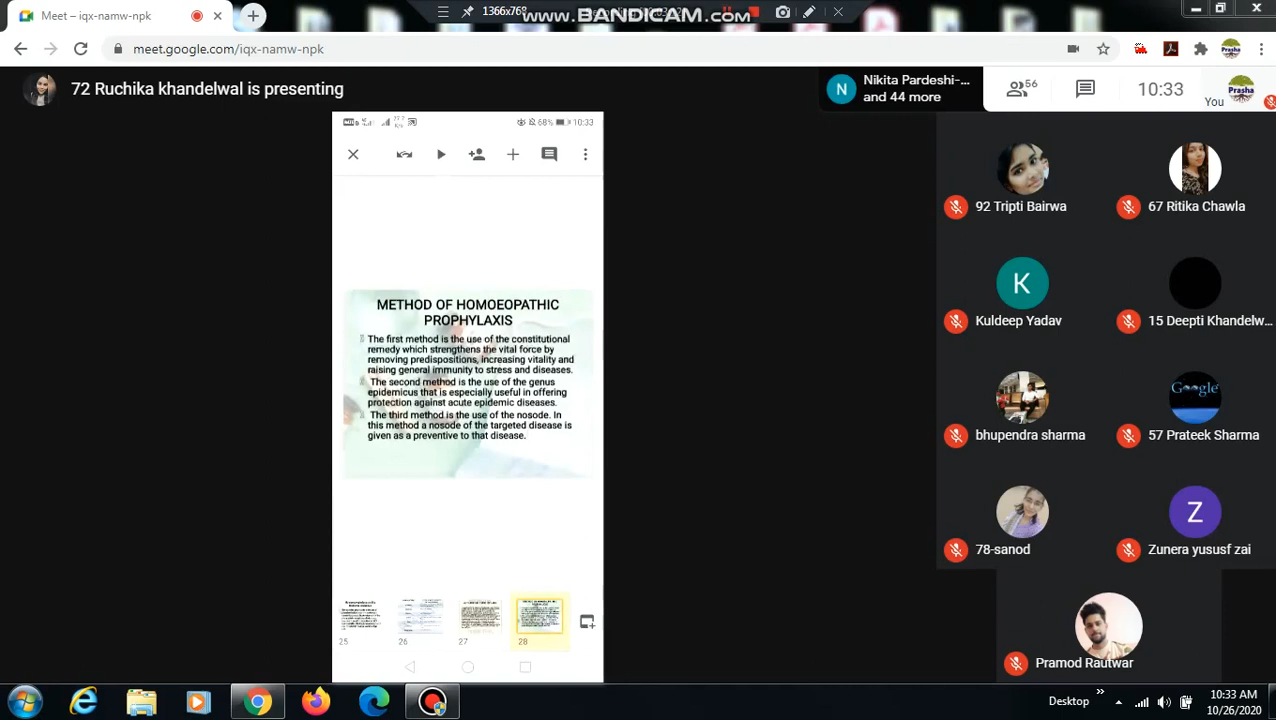 Meet – iqx-namw-npk
1366x768
www.BANDICAM.com
meet.google.com/iqx-namw-npk
72 Ruchika khandelwal is presenting
Nikita Pardeshi-...
and 44 more
N
56
10:33
Prasha
You
68% 10:33
METHOD OF HOMOEOPATHIC
PROPHYLAXIS
The first method is the use of the constitutional
remedy which strengthens the vital force by
removing predispositions, increasing vitality and
raising general immunity to stress and diseases.
The second method is the use of the genus
epidemicus that is especially useful in offering
protection against acute epidemic diseases.
The third method is the use of the nosode. In
this method a nosode of the targeted disease is
given as a preventive to that disease.
25
26
27
28
92 Tripti Bairwa
67 Ritika Chawla
K
Kuldeep Yadav
15 Deepti Khandelw...
Google
bhupendra sharma
57 Prateek Sharma
Z
78-sanod
Zunera yususf zai
Pramod Rautwar
Desktop
10:33 AM
10/26/2020